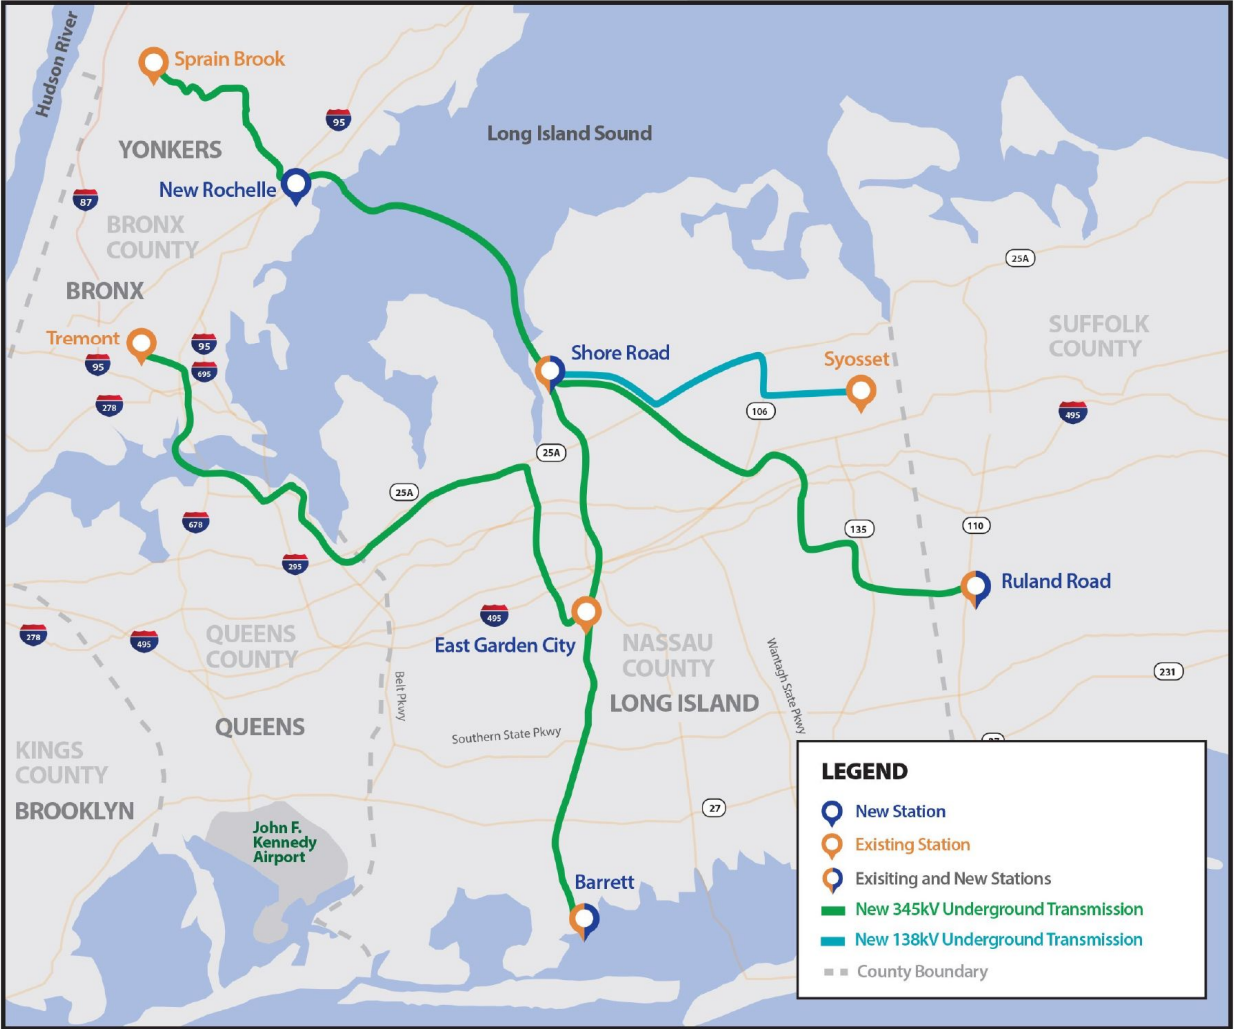 Hudson River
Sprain Brook
95
Long Island Sound
YONKERS
New Rochelle
87
BRONX
COUNTY
25A
BRONX
SUFFOLK
COUNTY
Tremont
95
95
695
Shore Road
Syosset
278
106
495
25A
25A
678
135
110
295
Ruland Road
495
278
495
QUEENS
COUNTY
East Garden City
NASSAU
COUNTY
Wantagh State Pkwy
231
Belt Pkwy
LONG ISLAND
QUEENS
Southern State Pkwy
KINGS
COUNTY
BROOKLYN
27
John F.
Kennedy
Airport
Barrett
LEGEND
New Station
Existing Station
Exisiting and New Stations
New 345kV Underground Transmission
New 138kV Underground Transmission
County Boundary